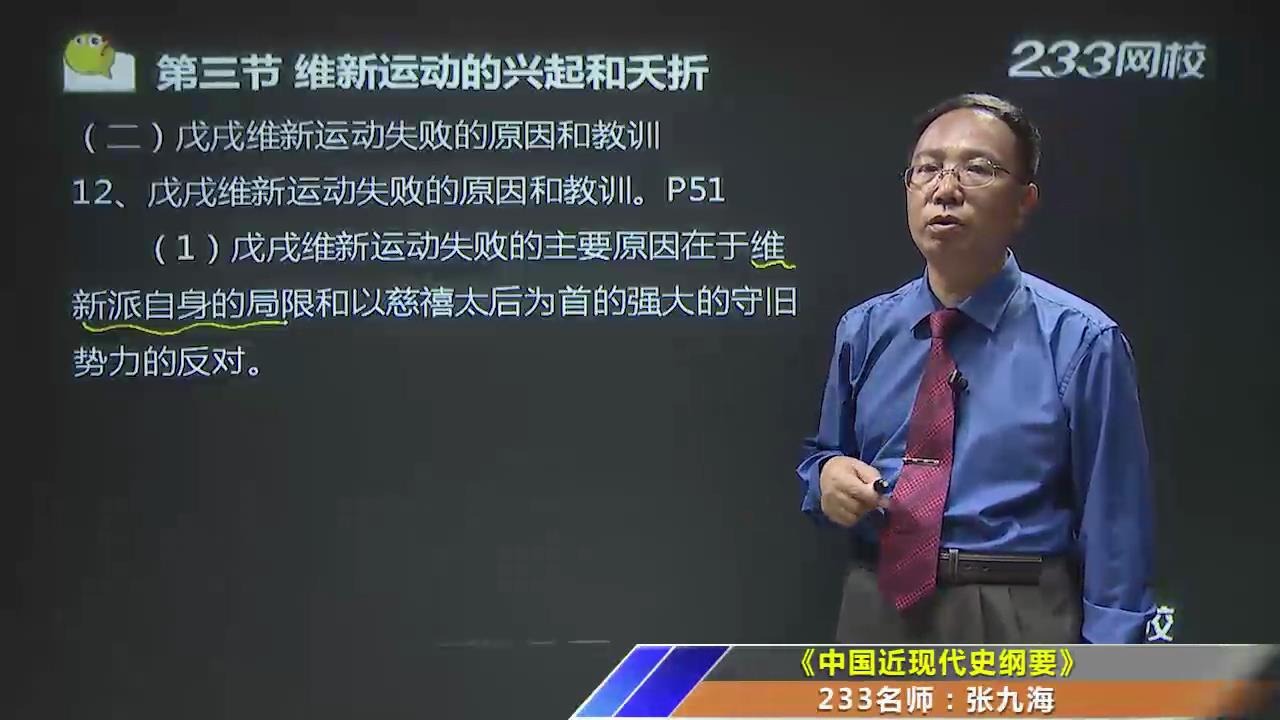 第三节 维新运动的兴起和夭折
233网校
（二）戊戌维新运动失败的原因和教训
12、戊戌维新运动失败的原因和教训。P51
（1）戊戌维新运动失败的主要原因在于维
新派自身的局限和以慈禧太后为首的强大的守旧
势力的反对。
校
《中国近现代史纲要》
233名师：张九海